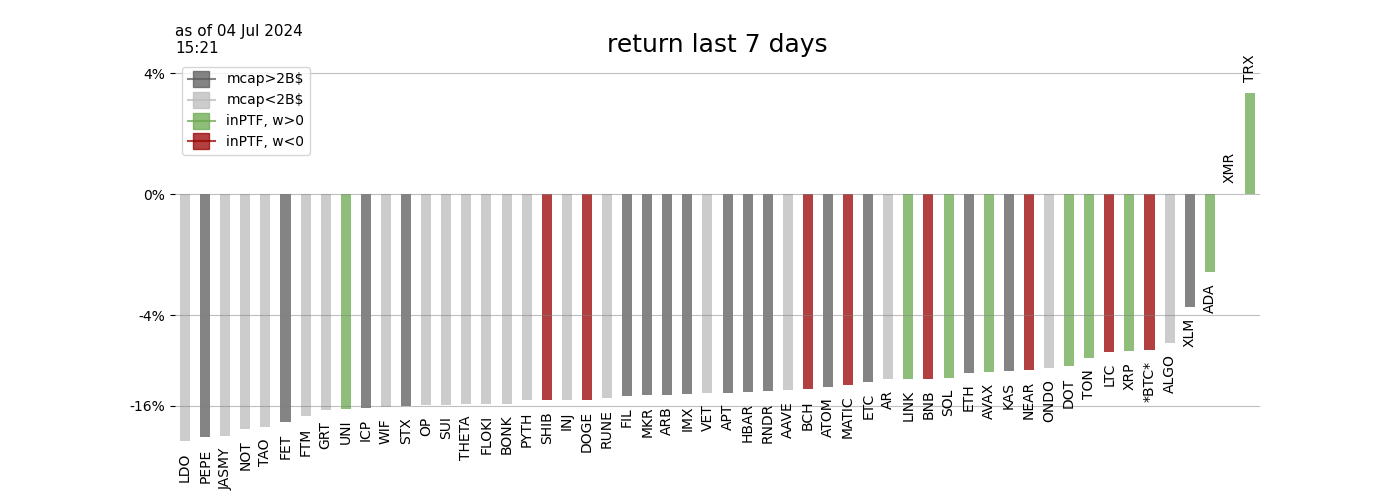 as of 04 Jul 2024
15:21
return last 7 days
mcap>2B$
mcap<2B$
inPTF, w>0
inPTF, w<0
4%
0%
-4%
-16%
LDO
PEPE
JASMY
NOT
TAO
FET
FTM
GRT
UNI
ICP
WIF
STX
OP
SUI
THETA
FLOKI
BONK
PYTH
SHIB
INJ
DOGE
RUNE
FIL
MKR
ARB
IMX
VET
APT
HBAR
RNDR
AAVE
BCH
ATOM
MATIC
ETC
AR
LINK
BNB
SOL
ETH
AVAX
KAS
NEAR
ONDO
DOT
TON
LTC
XRP
*BTC*
ALGO
XLM
ADA
XMR
TRX